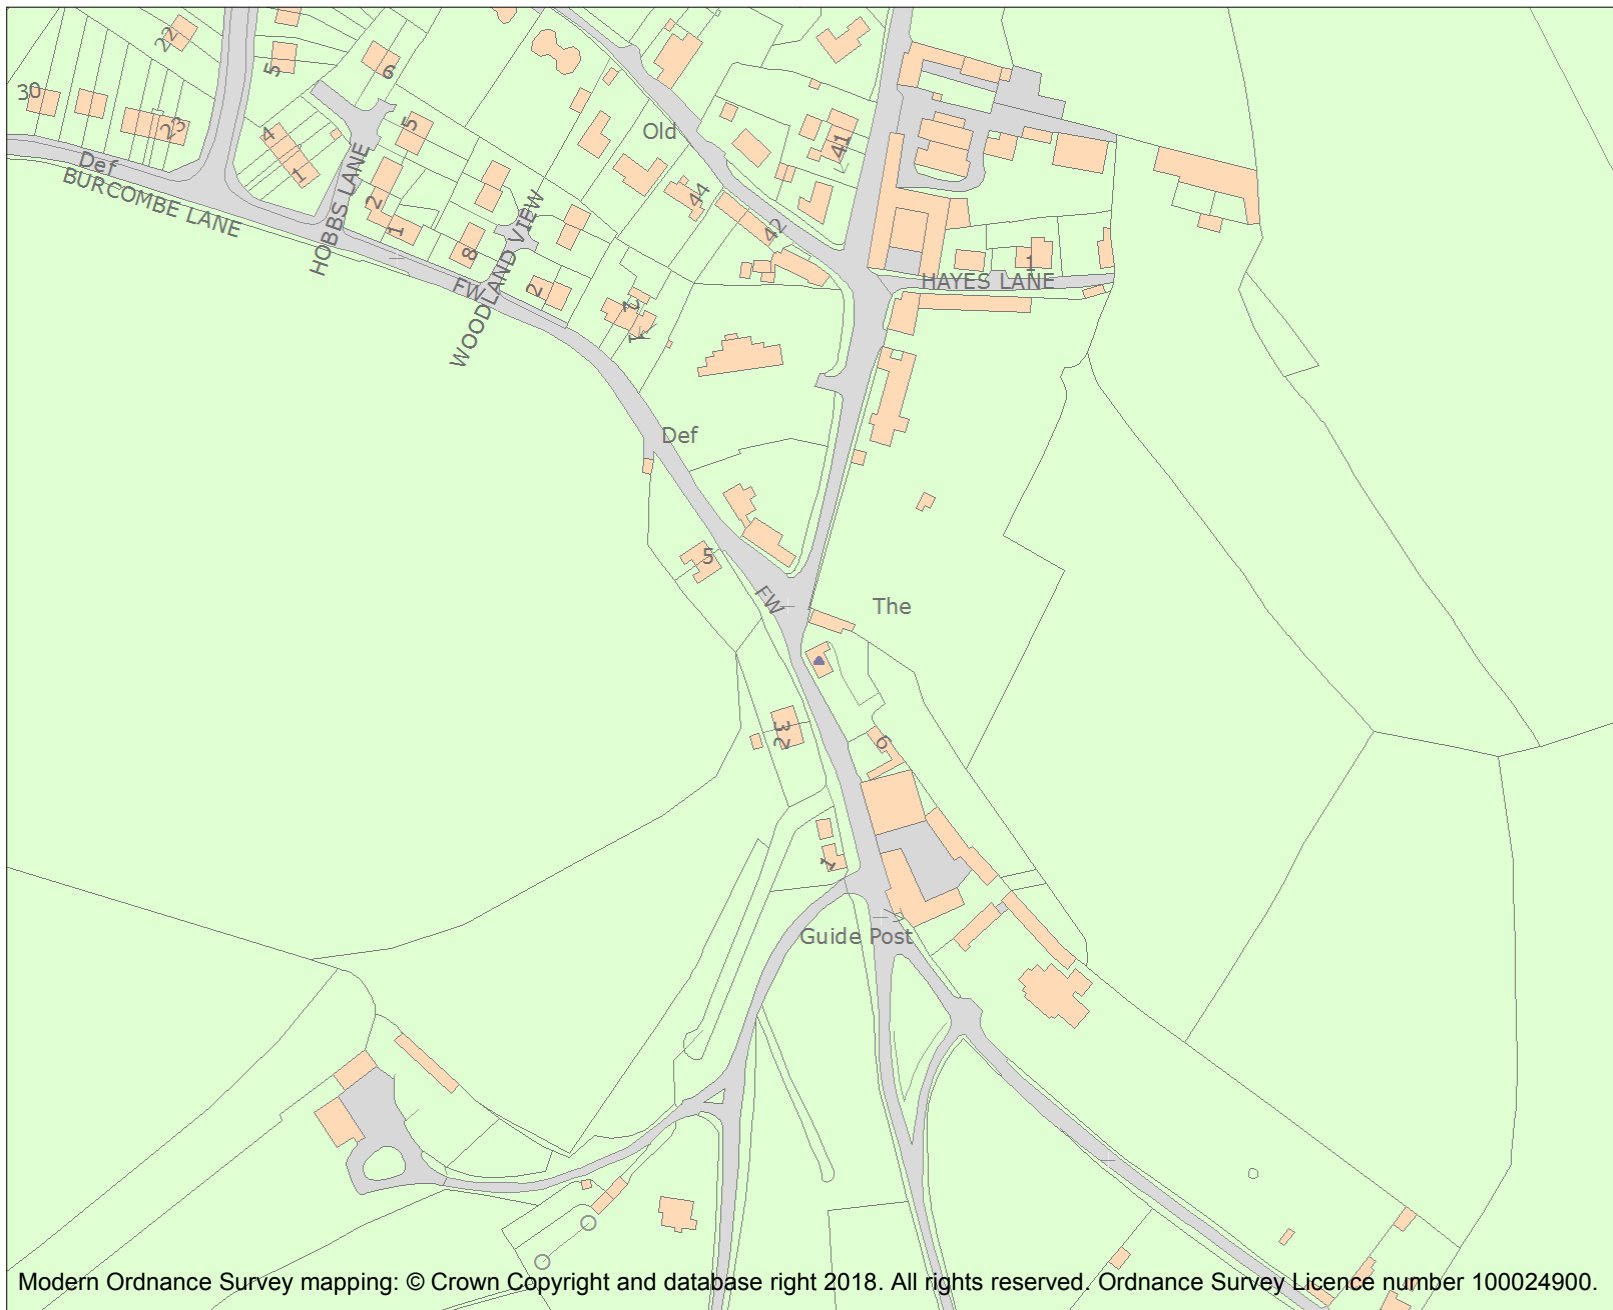 22
5
6
30
23
4
1
5
Old
41
Def
BURCOMBE LANE
HOBBS LANE
2
1
44
42
8
WOODLAND VIEW
FW
2
2
1
HAYES LANE
1
Def
5
FW
The
3
2
6
1
Guide Post
Modern Ordnance Survey mapping: © Crown Copyright and database right 2018. All rights reserved. Ordnance Survey Licence number 100024900.